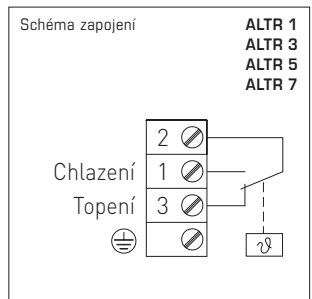 Schéma zapojení
ALTR 1
ALTR 3
ALTR 5
ALTR 7
2
Chlazení 1
Topení 3
ϑ